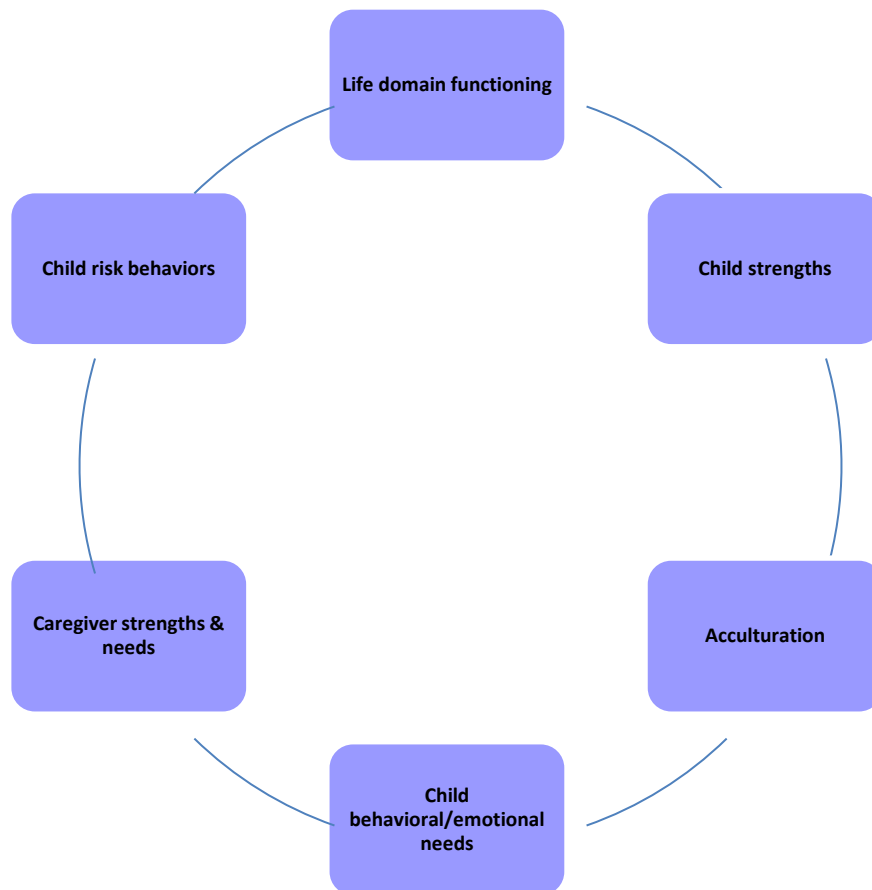 Life domain functioning
Child risk behaviors
Child strengths
Caregiver strengths &
needs
Acculturation
Child
behavioral/emotional
needs